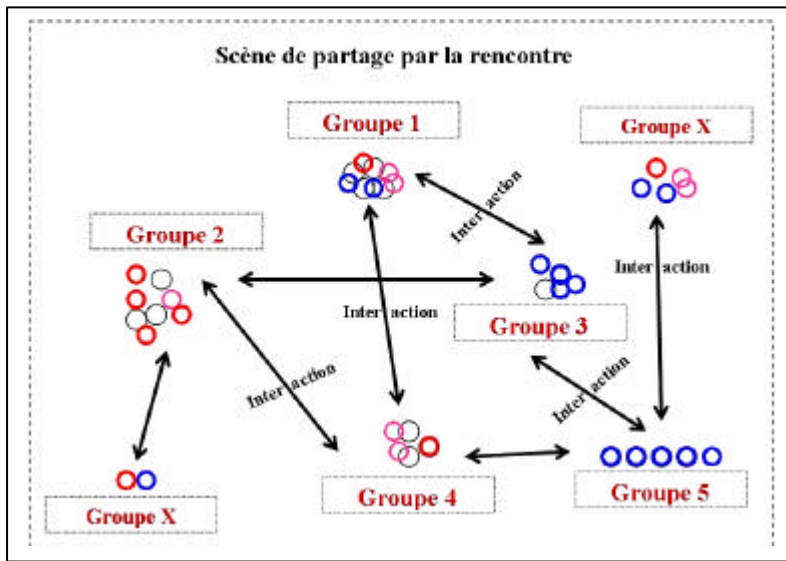 Scène de partage par la rencontre
Groupe 1
Groupe X
Interaction
Groupe 2
Interaction
Interaction
Groupe 3
Interaction
Interaction
Groupe 4
Groupe 5
Groupe X